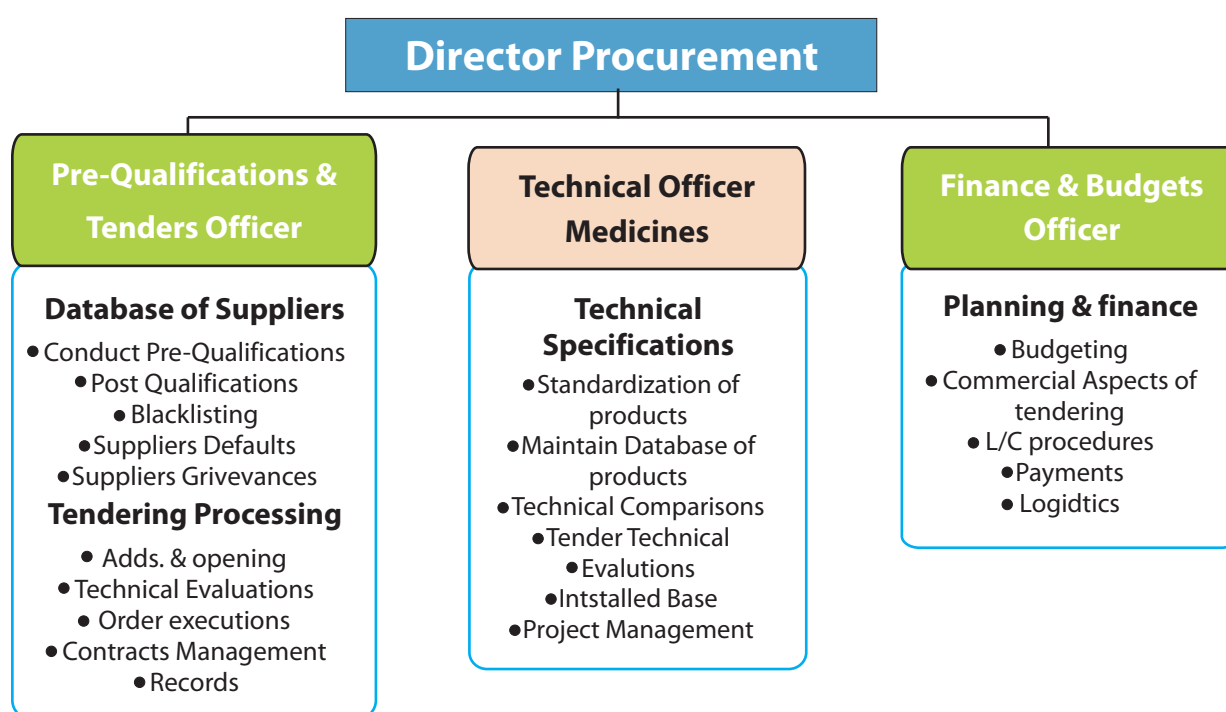 Director Procurement
Pre-Qualifications &
Tenders Officer
Database of Suppliers
● Conduct Pre-Qualifications
● Post Qualifications
● Blacklisting
● Suppliers Defaults
● Suppliers Grivevances
Tendering Processing
● Adds. & opening
● Technical Evaluations
● Order executions
● Contracts Management
● Records
Technical Officer
Medicines
Technical
Specifications
● Standardization of
products
● Maintain Database of
products
● Technical Comparisons
● Tender Technical
● Evalutions
● Intstalled Base
● Project Management
Finance & Budgets
Officer
Planning & finance
● Budgeting
● Commercial Aspects of
tendering
● L/C procedures
● Payments
● Logidtics